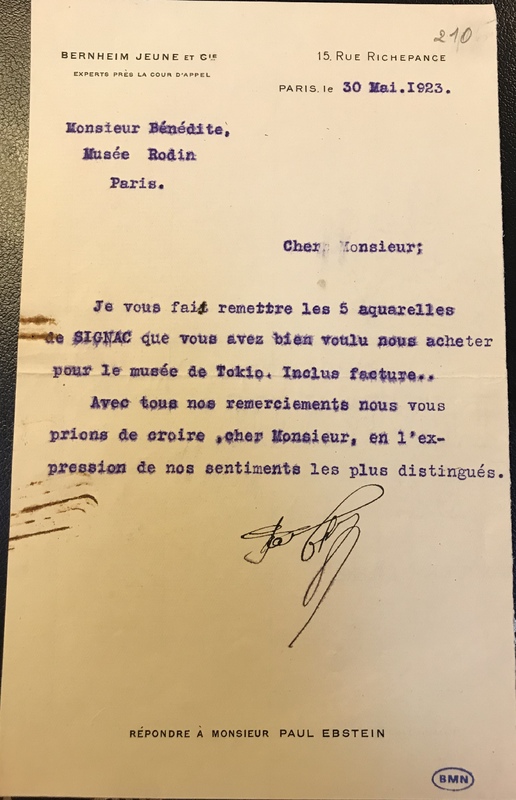 210
BERNHEIM JEUNE ET CIE
EXPERTS PRÈS LA COUR D'APPEL
15, RUE RICHEPANCE
PARIS, le 30 Mai.1923.
Monsieur Bénédite,
Musée Rodin
Paris.
Cher, Monsieur;
Je vous fait remettre les 5 aquarelles
de SIGNAC que vous avez bien voulu nous acheter
pour le musée de Tokio. Inclus facture..
Avec tous nos remerciements nous vous
prions de croire ,cher Monsieur, en l'ex-
pression de nos sentiments les plus distingués.
RÉPONDRE À MONSIEUR PAUL EBSTEIN
BMN